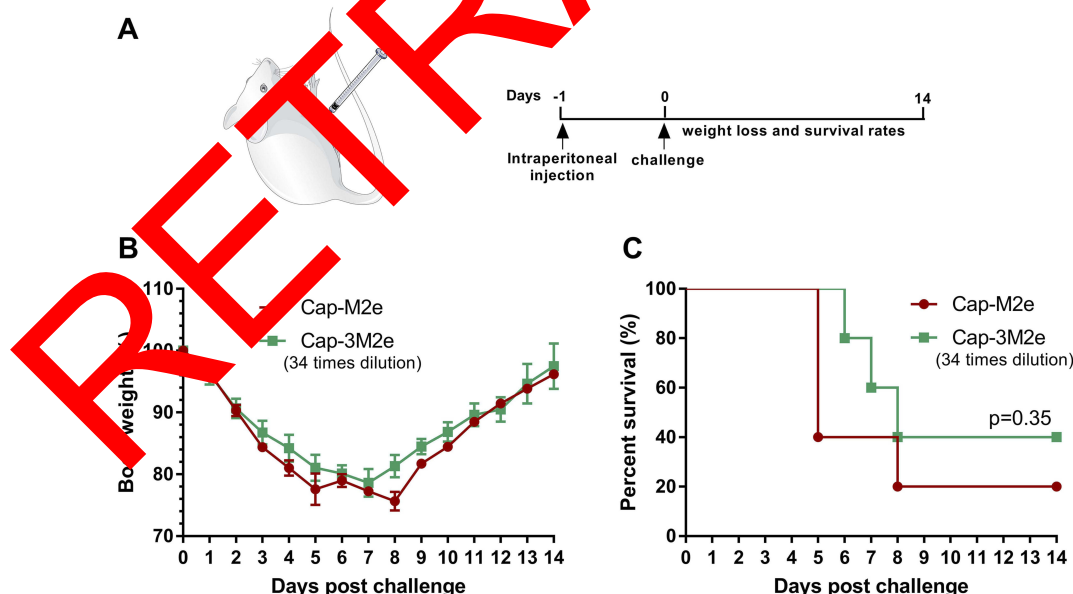 A
Days -1 0 14
weight loss and survival rates
Intraperitoneal
injection
challenge
RETRA
B
110
100
90
80
70
0 1 2 3 4 5 6 7 8 9 10 11 12 13 14
Days post challenge
Cap-M2e
Cap-3M2e
(34 times dilution)
C
Percent survival (%)
100
80
60
40
20
0
0 1 2 3 4 5 6 7 8 9 10 11 12 13 14
Days post challenge
Cap-M2e
Cap-3M2e
(34 times dilution)
p=0.35